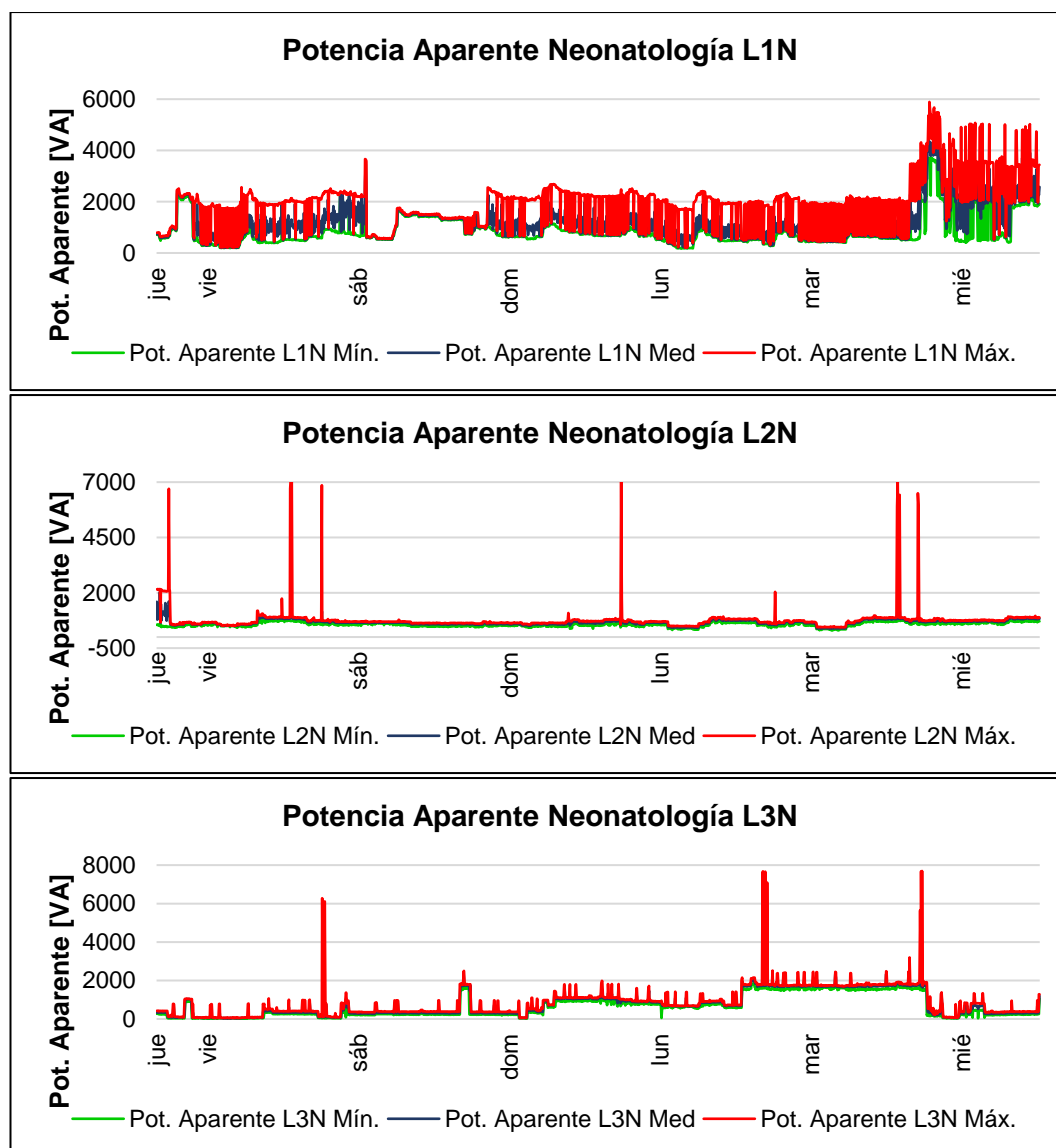 Potencia Aparente Neonatología L1N
Pot. Aparente [VA]
6000
4000
2000
0
jue
vie
sáb
dom
lun
mar
mié
Pot. Aparente L1N Mín.
Pot. Aparente L1N Med
Pot. Aparente L1N Máx.
Potencia Aparente Neonatología L2N
Pot. Aparente [VA]
7000
4500
2000
-500
jue
vie
sáb
dom
lun
mar
mié
Pot. Aparente L2N Mín.
Pot. Aparente L2N Med
Pot. Aparente L2N Máx.
Potencia Aparente Neonatología L3N
Pot. Aparente [VA]
8000
6000
4000
2000
0
jue
vie
sáb
dom
lun
mar
mié
Pot. Aparente L3N Mín.
Pot. Aparente L3N Med
Pot. Aparente L3N Máx.